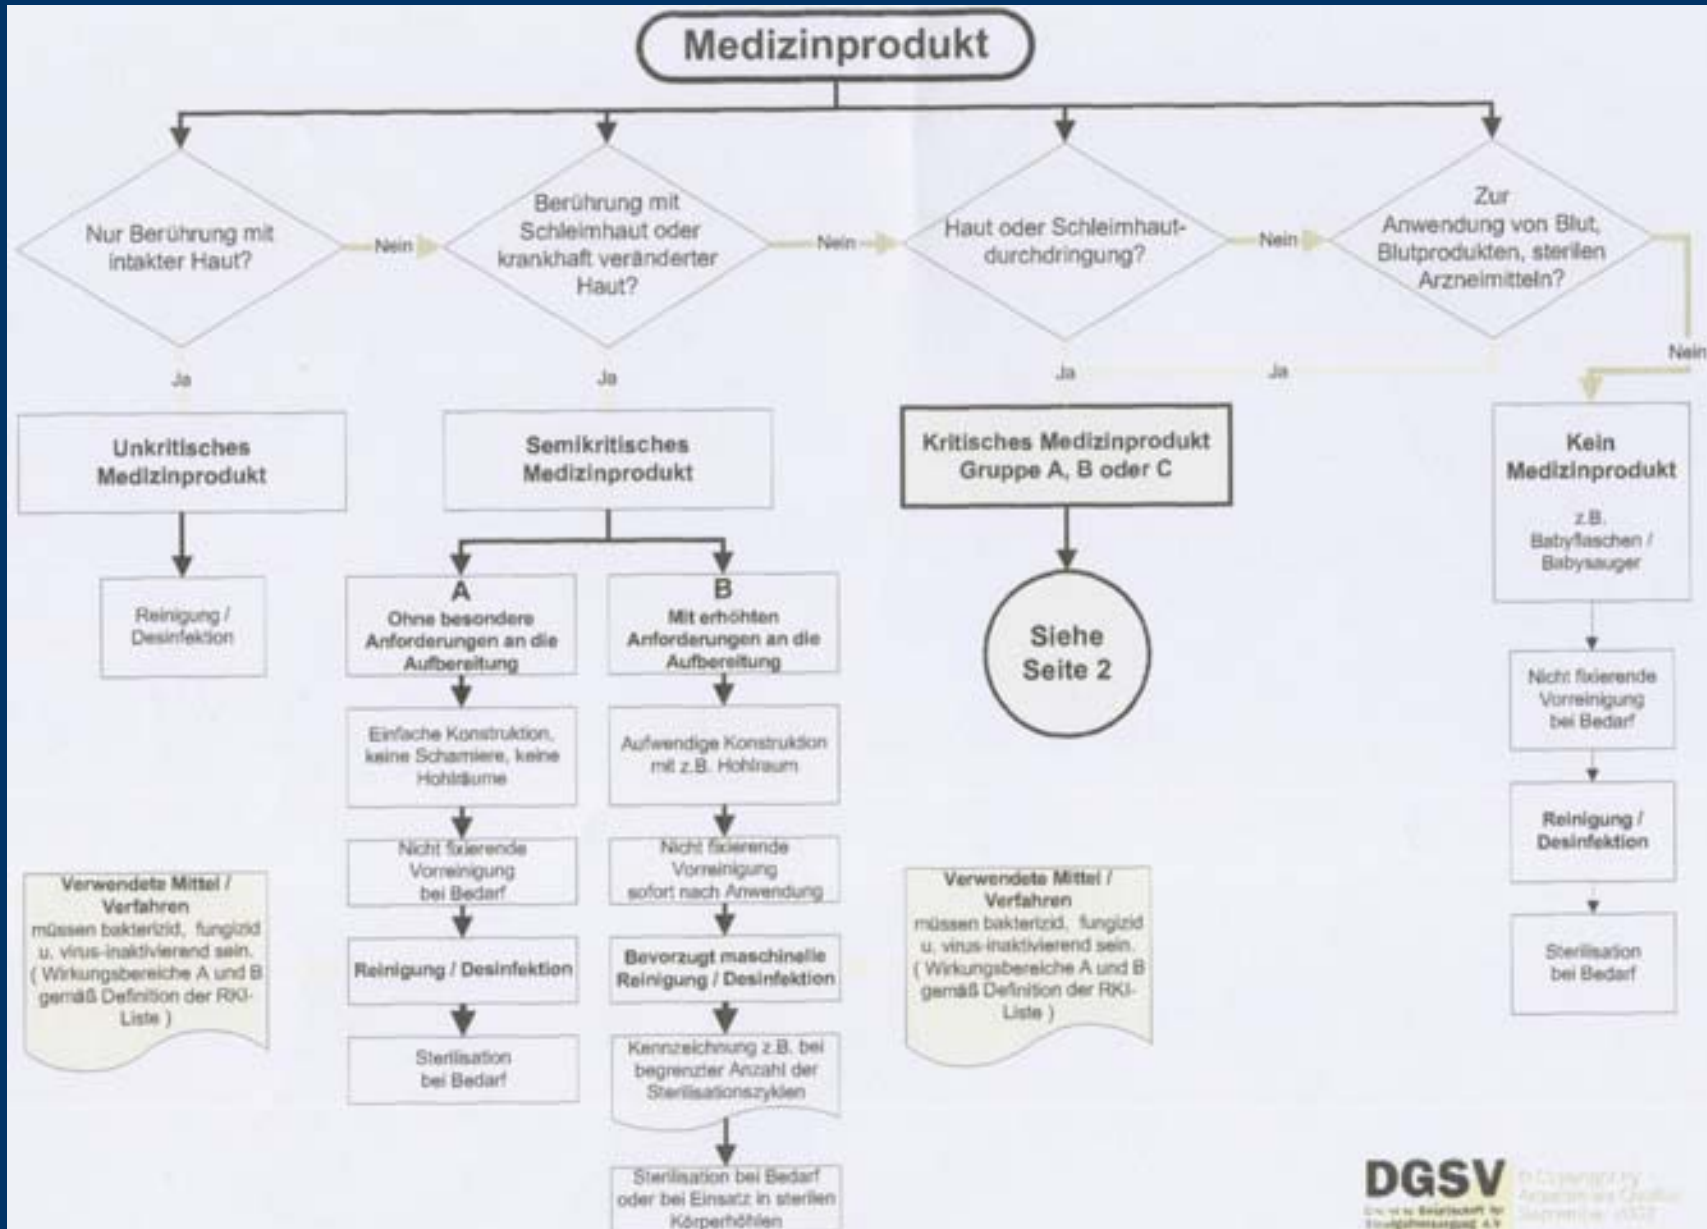 Medizinprodukt
Nur Berührung mit
intakter Haut?
Nein
Berührung mit
Schleimhaut oder
krankhaft veränderter
Haut?
Nein
Haut oder Schleimhaut-
durchdringung?
Nein
Zur
Anwendung von Blut,
Blutprodukten, sterilen
Arzneimitteln?
Nein
Ja
Ja
Ja
Ja
Unkritisches
Medizinprodukt
Semikritisches
Medizinprodukt
Kritisches Medizinprodukt
Gruppe A, B oder C
Kein
Medizinprodukt
z.B.
Babyflaschen /
Babysauger
Reinigung /
Desinfektion
A
Ohne besondere
Anforderungen an die
Aufbereitung
B
Mit erhöhten
Anforderungen an die
Aufbereitung
Siehe
Seite 2
Nicht fixierende
Vorreinigung
bei Bedarf
Einfache Konstruktion,
keine Scharniere, keine
Hohlräume
Aufwendige Konstruktion
mit z.B. Hohlraum
Reinigung /
Desinfektion
Nicht fixierende
Vorreinigung
bei Bedarf
Nicht fixierende
Vorreinigung
sofort nach Anwendung
Verwendete Mittel /
Verfahren
müssen bakterizid, fungizid
u. virus-inaktivierend sein.
( Wirkungsbereiche A und B
gemäß Definition der RKI-
Liste )
Verwendete Mittel /
Verfahren
müssen bakterizid, fungizid
u. virus-inaktivierend sein.
( Wirkungsbereiche A und B
gemäß Definition der RKI-
Liste )
Reinigung / Desinfektion
Bevorzugt maschinelle
Reinigung / Desinfektion
Sterilisation
bei Bedarf
Sterilisation
bei Bedarf
Kennzeichnung z.B. bei
begrenzter Anzahl der
Sterilisationszyklen
Sterilisation bei Bedarf
oder bei Einsatz in sterilen
Körperhöhlen
DGSV
Copyright by